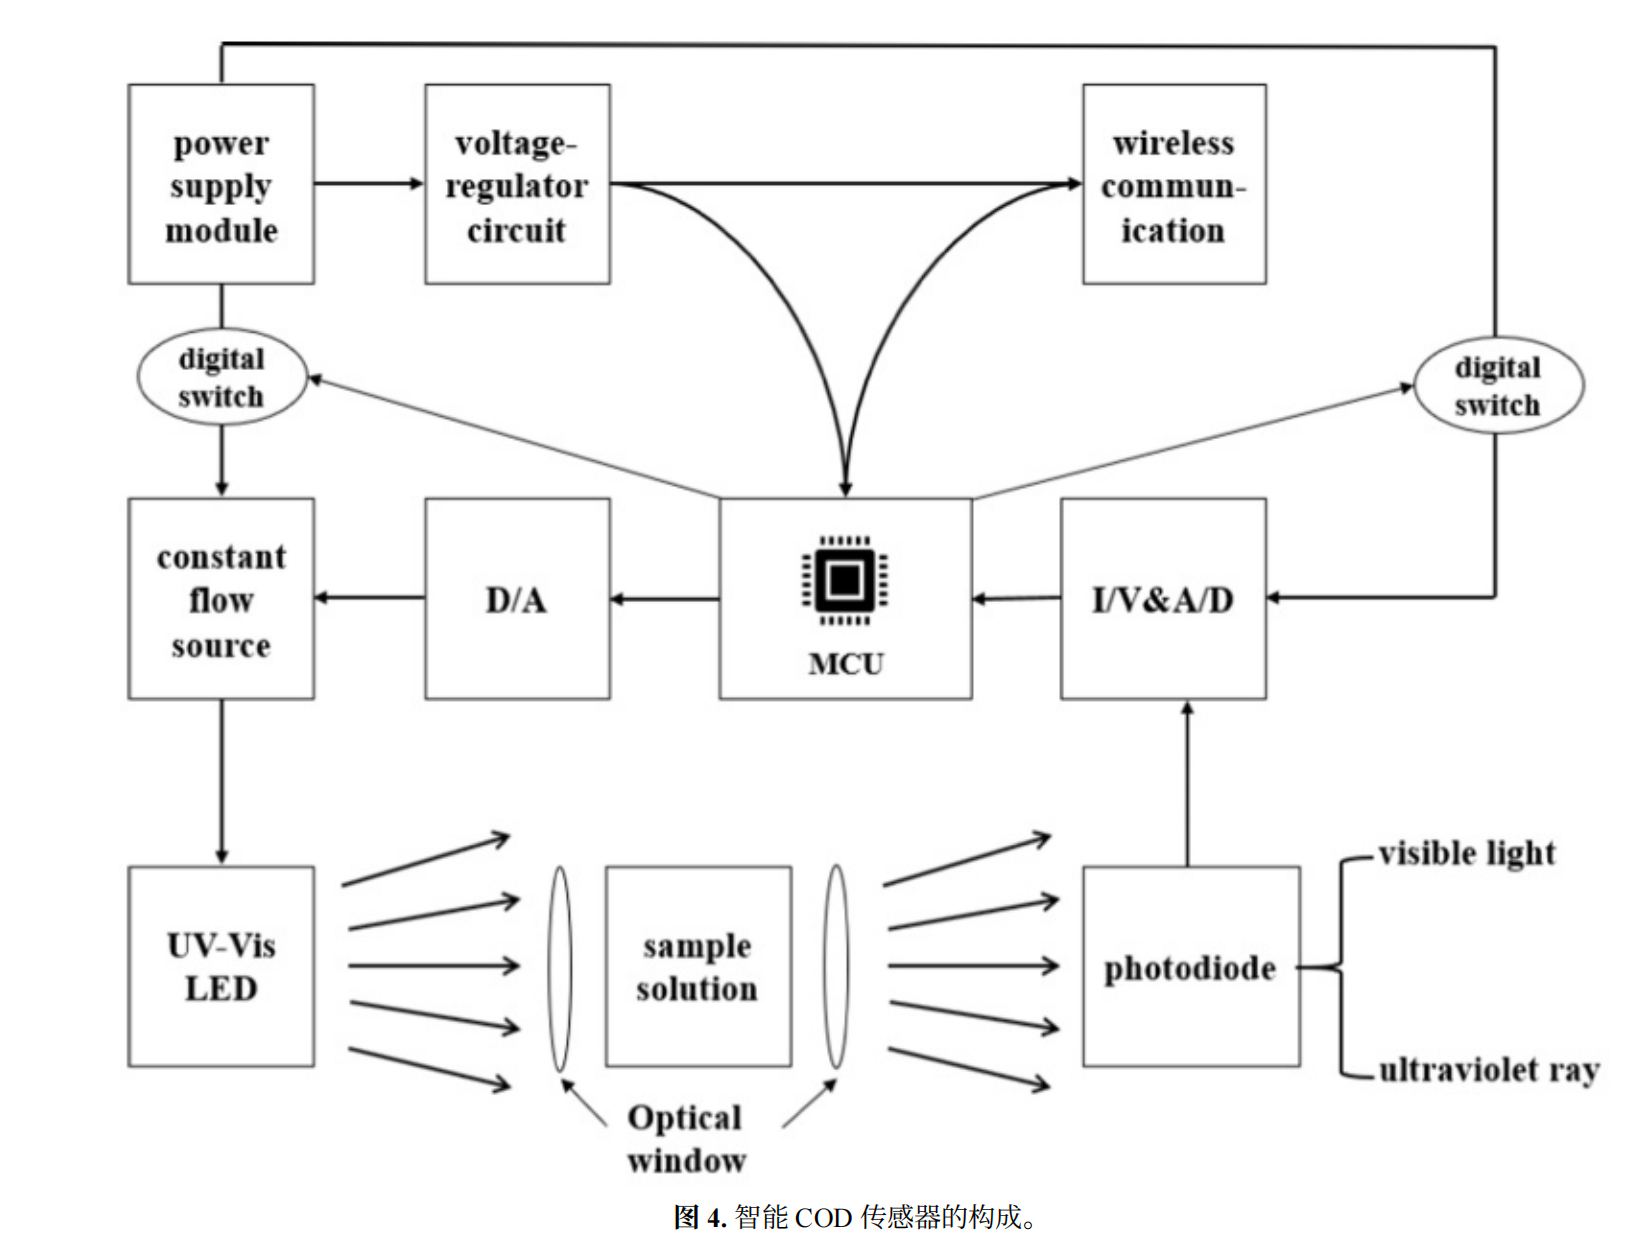 power
supply
module
voltage-
regulator
circuit
wireless
commun-
ication
digital
switch
digital
switch
constant
flow
source
D/A
MCU
I/V&A/D
UV-Vis
LED
sample
solution
photodiode
visible light
ultraviolet ray
Optical
window
图 4. 智能 COD 传感器的构成。